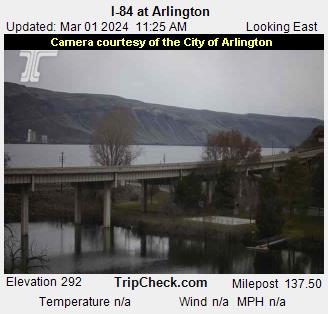 I-84 at Arlington
Updated: Mar 01 2024 11:25 AM Looking East
Camera courtesy of the City of Arlington
Elevation 292 TripCheck.com Milepost 137.50
Temperature n/a Wind n/a MPH n/a